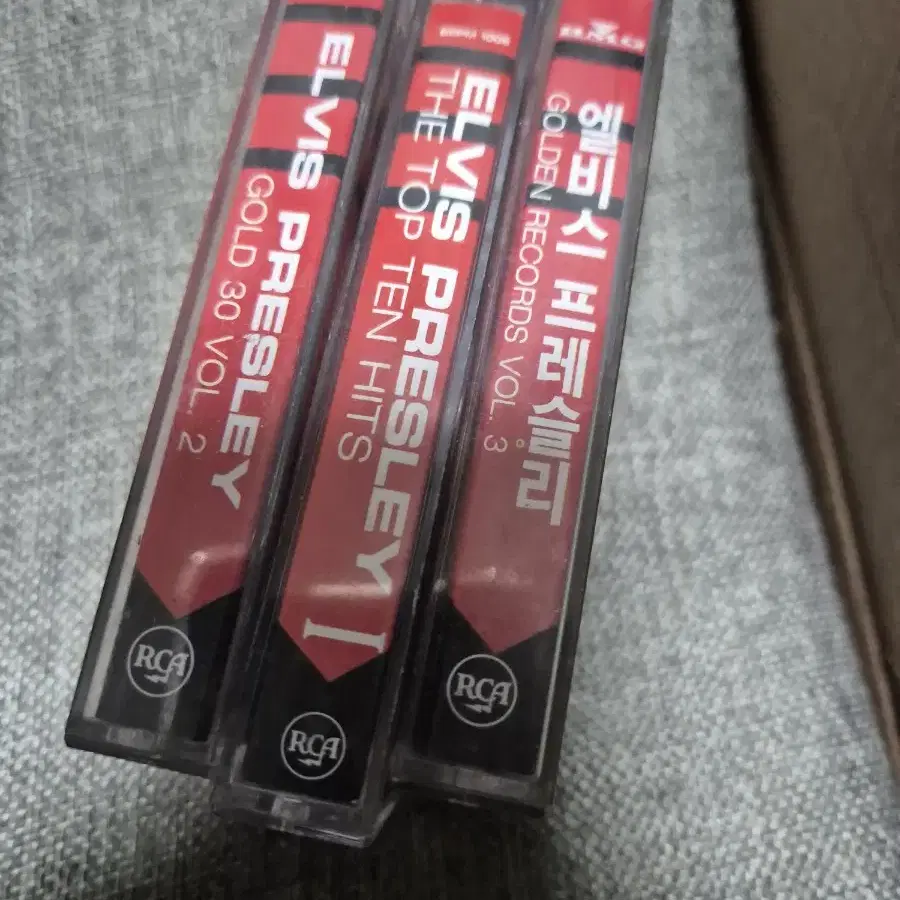 ELVIS PRESLEY
GOLD 30 VOL. 2
RCA
ELVIS PRESLEY I
THE TOP TEN HITS
RCA
BMG
엘비스 프레슬리
GOLDEN RECORDS VOL. 3
RCA